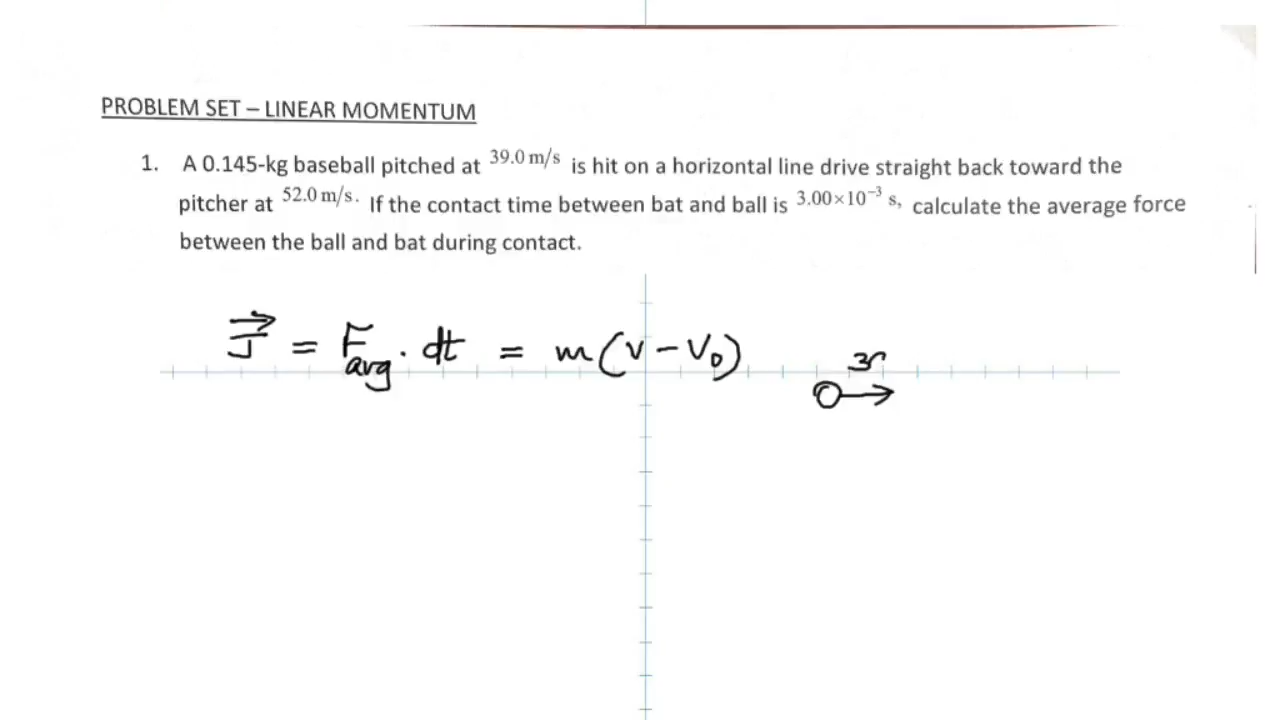 PROBLEM SET – LINEAR MOMENTUM
1. A 0.145-kg baseball pitched at 39.0 m/s is hit on a horizontal line drive straight back toward the
pitcher at 52.0 m/s. If the contact time between bat and ball is 3.00×10⁻³ s, calculate the average force
between the ball and bat during contact.
J⃗ = F_avg · dt = m(v − v₀)